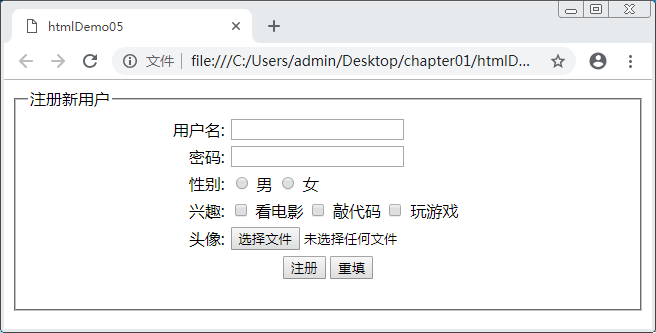 htmlDemo05
文件 file:///C:/Users/admin/Desktop/chapter01/htmlD...
注册新用户
用户名:
密码:
性别: 男 女
兴趣: 看电影 敲代码 玩游戏
头像: 选择文件 未选择任何文件
注册 重填